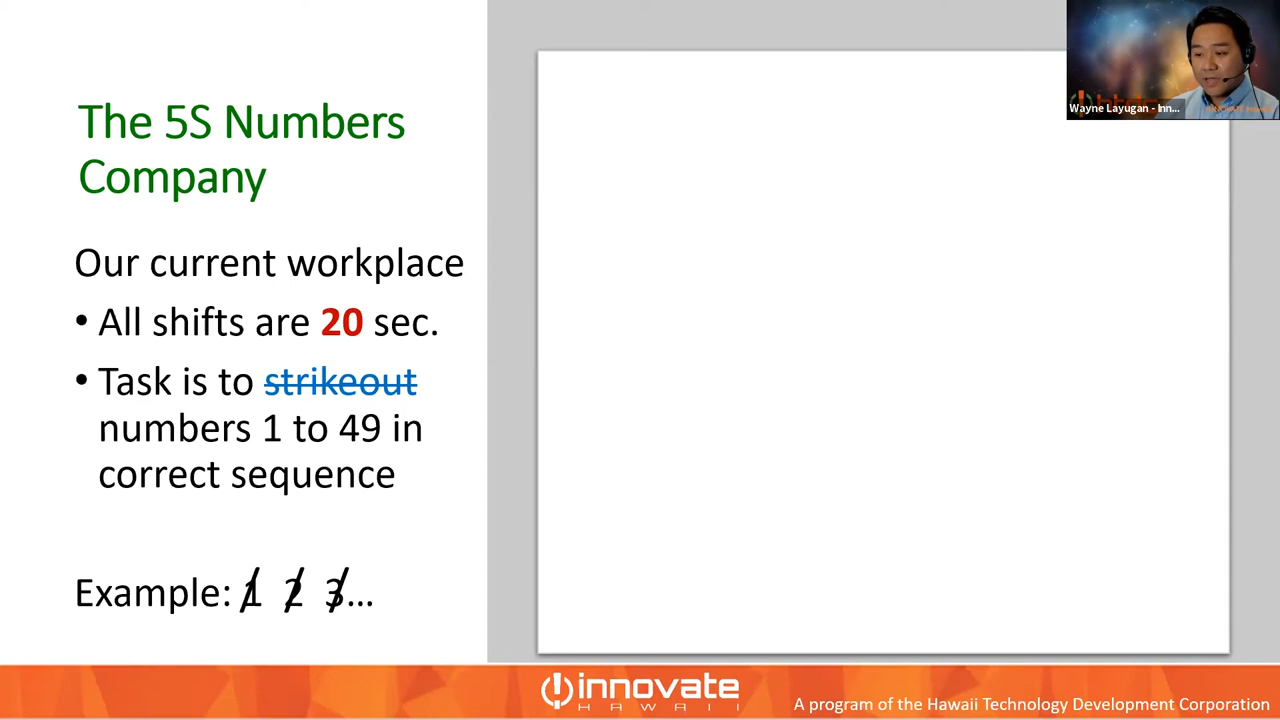 The 5S Numbers
Company
Our current workplace
• All shifts are 20 sec.
• Task is to strikeout
numbers 1 to 49 in
correct sequence
Example: 1 2 3...
Wayne Layugan - Inn...
innovate
HAWAII
A program of the Hawaii Technology Development Corporation